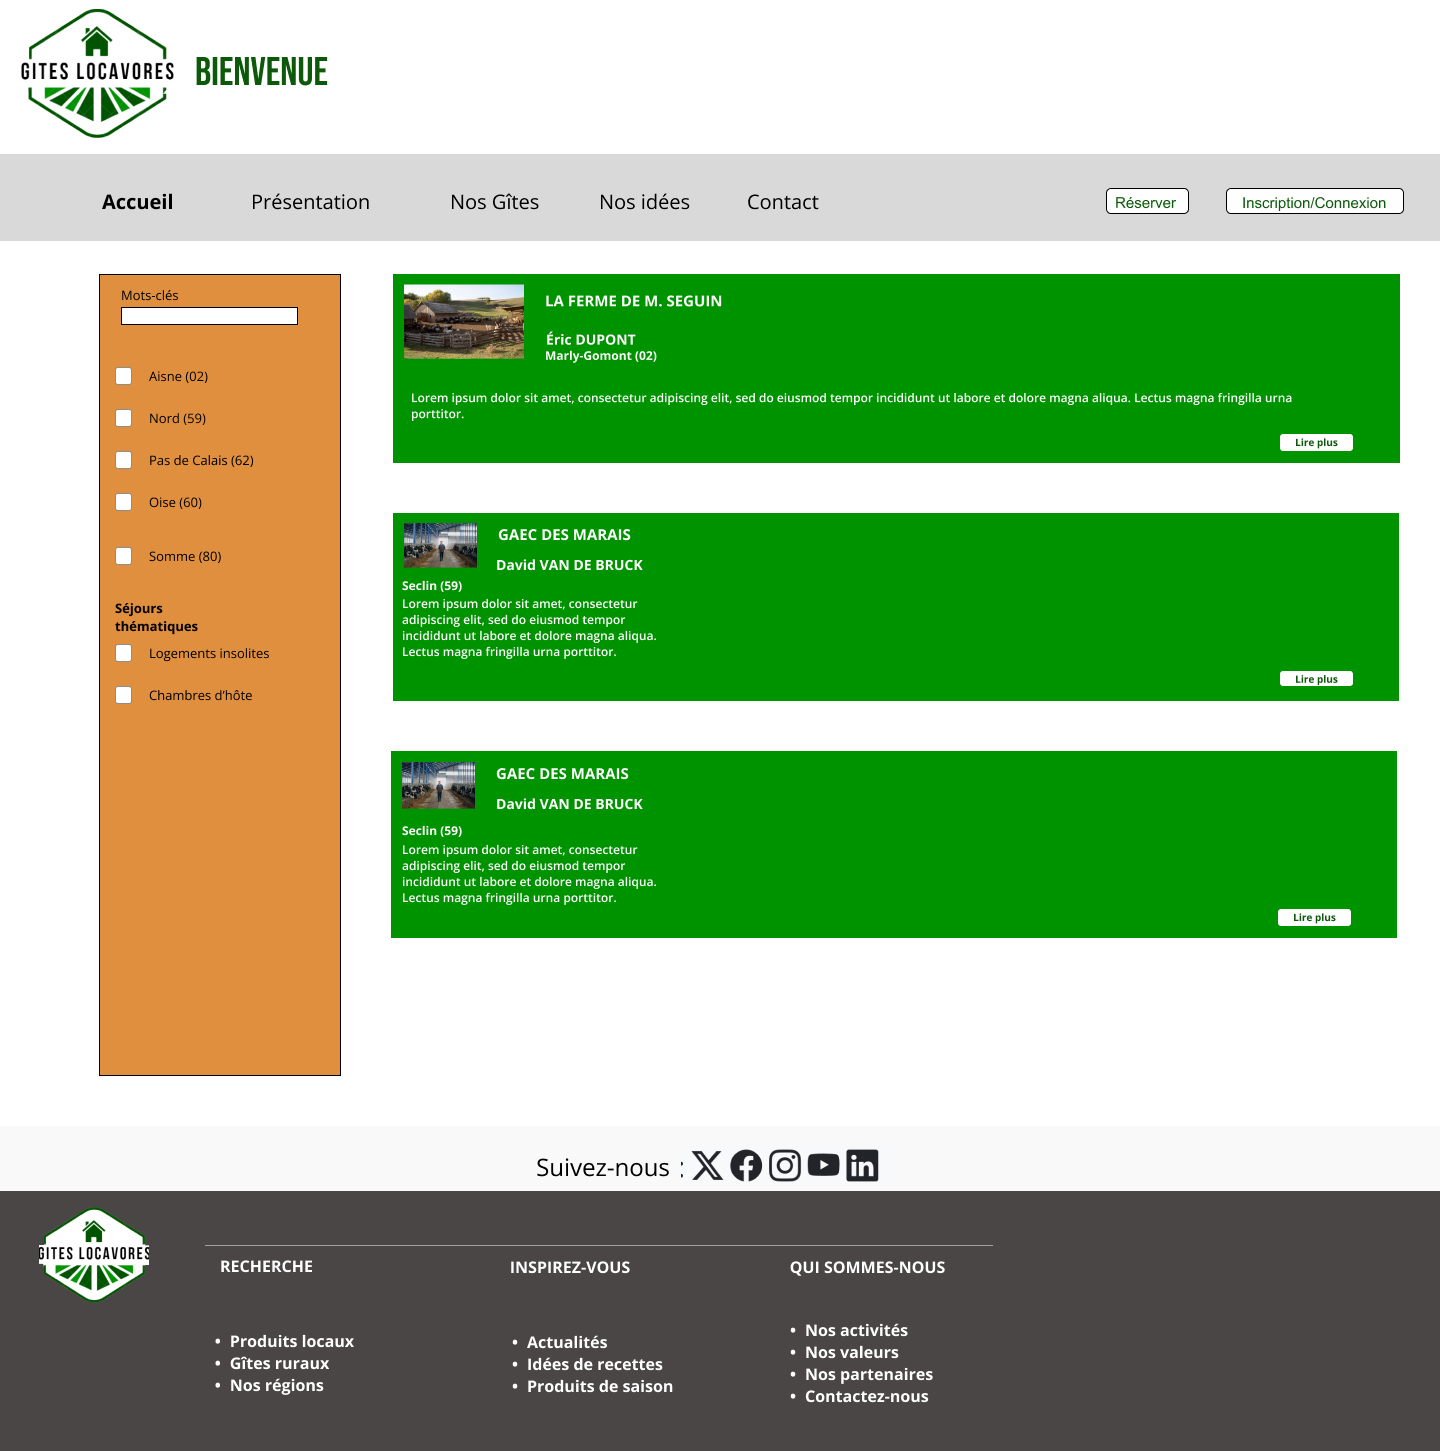 GITES LOCAVORES
BIENVENUE
Accueil
Présentation
Nos Gîtes
Nos idées
Contact
Réserver
Inscription/Connexion
Mots-clés
Aisne (02)
Nord (59)
Pas de Calais (62)
Oise (60)
Somme (80)
Séjours
thématiques
Logements insolites
Chambres d'hôte
LA FERME DE M. SEGUIN
Éric DUPONT
Marly-Gomont (02)
Lorem ipsum dolor sit amet, consectetur adipiscing elit, sed do eiusmod tempor incididunt ut labore et dolore magna aliqua. Lectus magna fringilla urna
porttitor.
Lire plus
GAEC DES MARAIS
David VAN DE BRUCK
Seclin (59)
Lorem ipsum dolor sit amet, consectetur
adipiscing elit, sed do eiusmod tempor
incididunt ut labore et dolore magna aliqua.
Lectus magna fringilla urna porttitor.
Lire plus
GAEC DES MARAIS
David VAN DE BRUCK
Seclin (59)
Lorem ipsum dolor sit amet, consectetur
adipiscing elit, sed do eiusmod tempor
incididunt ut labore et dolore magna aliqua.
Lectus magna fringilla urna porttitor.
Lire plus
Suivez-nous :
GITES LOCAVORES
RECHERCHE
• Produits locaux
• Gîtes ruraux
• Nos régions
INSPIREZ-VOUS
• Actualités
• Idées de recettes
• Produits de saison
QUI SOMMES-NOUS
• Nos activités
• Nos valeurs
• Nos partenaires
• Contactez-nous